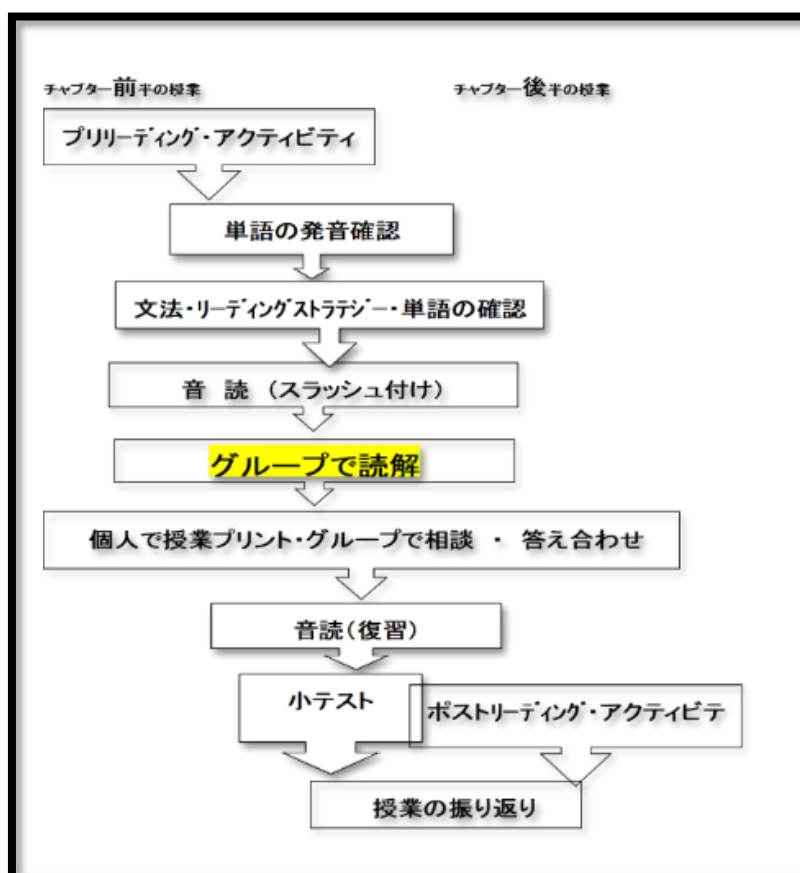 チャプター前半の授業
チャプター後半の授業
プリリーディング・アクティビティ
単語の発音確認
文法・リーディングストラテジー・単語の確認
音 読 (スラッシュ付け)
グループで読解
個人で授業プリント・グループで相談 ・ 答え合わせ
音読(復習)
小テスト
ポストリーディング・アクティビテ
授業の振り返り